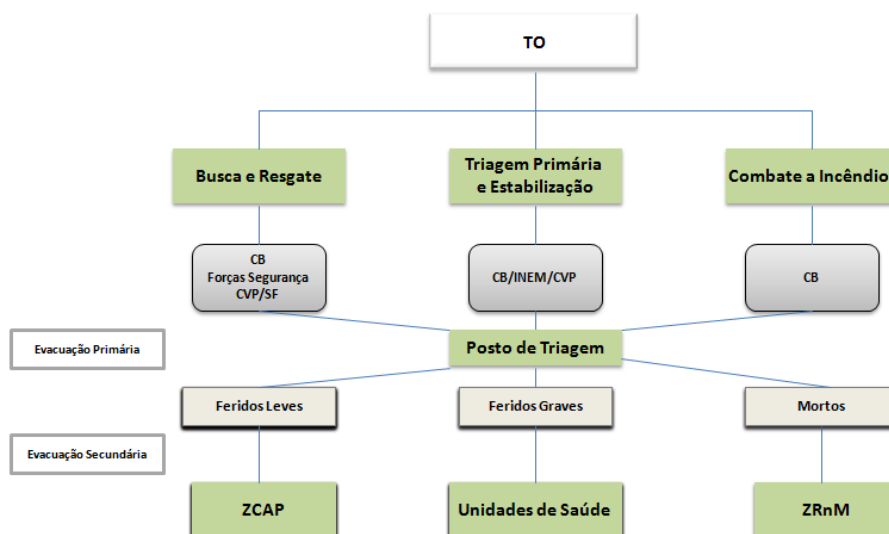 TO
Busca e Resgate
Triagem Primária
e Estabilização
Combate a Incêndio
CB
Forças Segurança
CVP/SF
CB/INEM/CVP
CB
Evacuação Primária
Posto de Triagem
Feridos Leves
Feridos Graves
Mortos
Evacuação Secundária
ZCAP
Unidades de Saúde
ZRnM